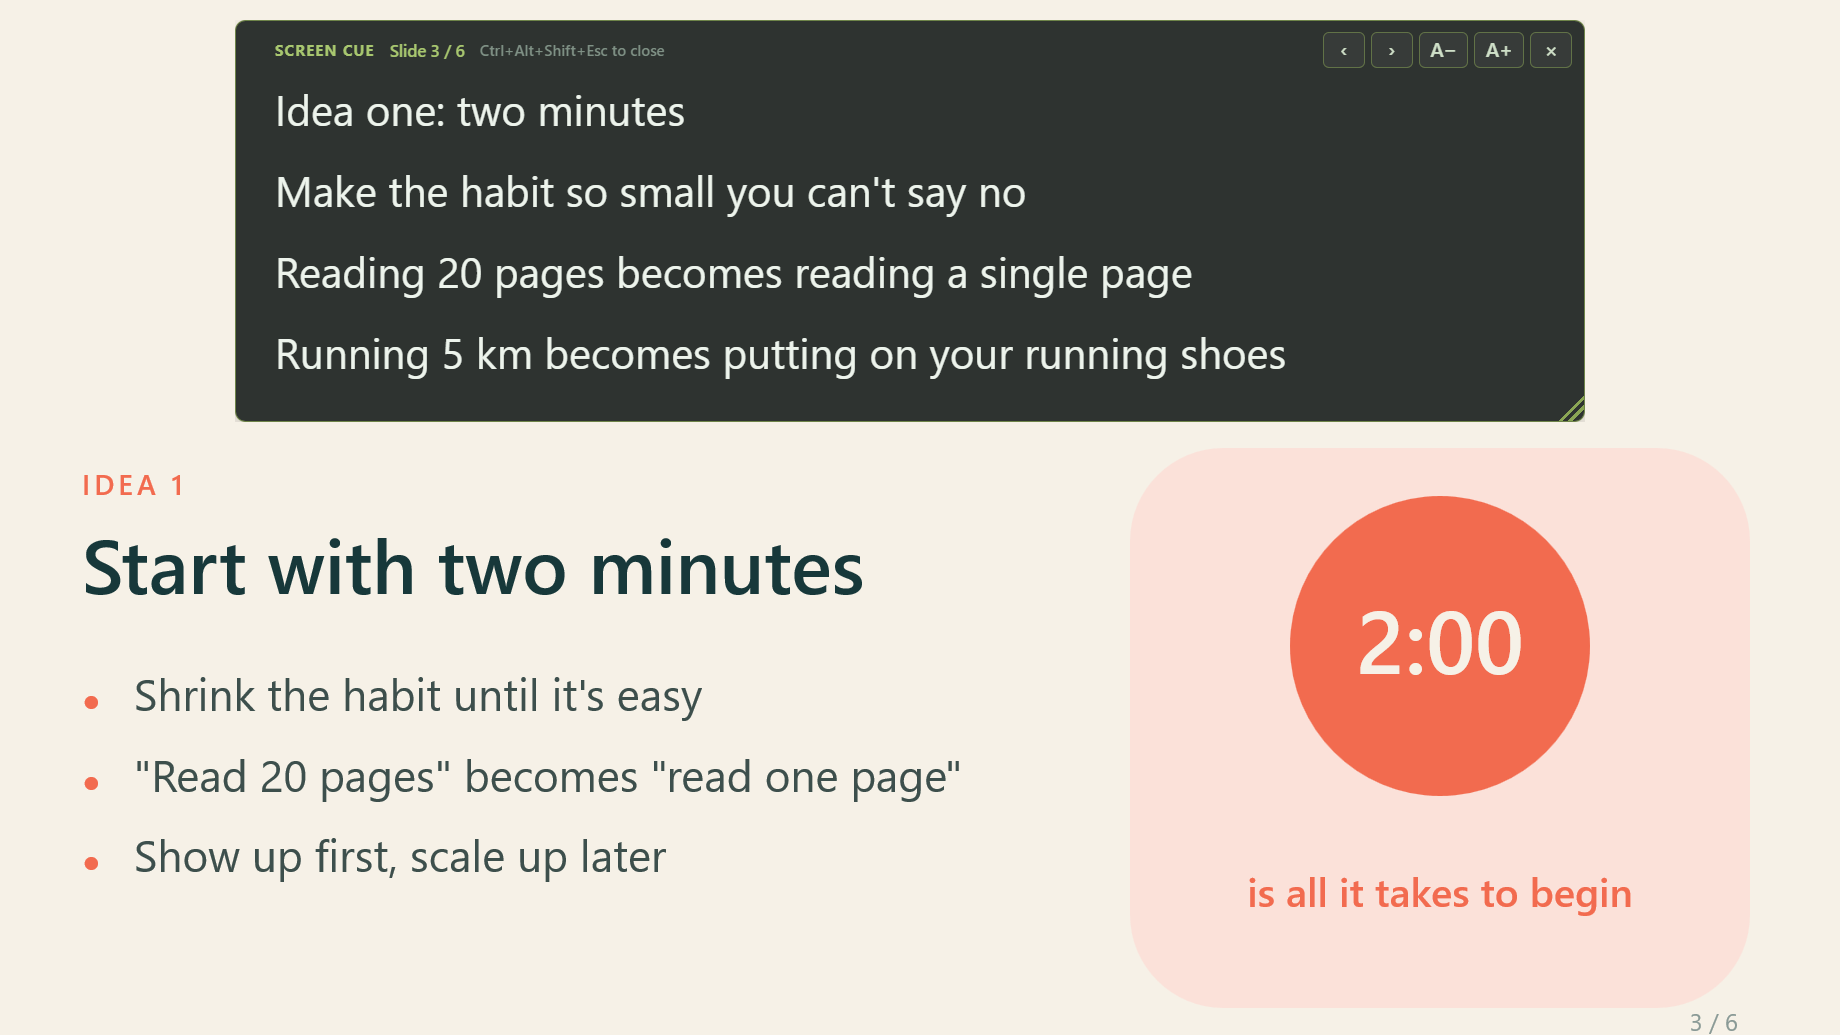 SCREEN CUE Slide 3 / 6 Ctrl+Alt+Shift+Esc to close ‹ › A− A+ ×
Idea one: two minutes
Make the habit so small you can't say no
Reading 20 pages becomes reading a single page
Running 5 km becomes putting on your running shoes
IDEA 1
Start with two minutes
• Shrink the habit until it's easy
• "Read 20 pages" becomes "read one page"
• Show up first, scale up later
2:00
is all it takes to begin
3 / 6